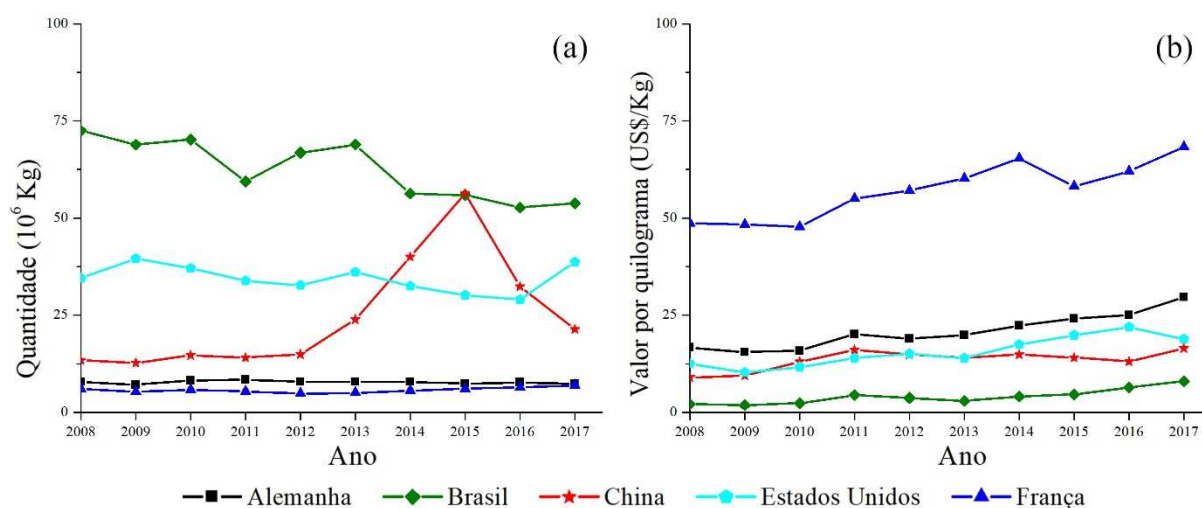 (a)
Quantidade (10⁶ Kg)
100
75
50
25
0
2008 2009 2010 2011 2012 2013 2014 2015 2016 2017
Ano
(b)
Valor por quilograma (US$/Kg)
100
75
50
25
0
2008 2009 2010 2011 2012 2013 2014 2015 2016 2017
Ano
Alemanha Brasil China Estados Unidos França